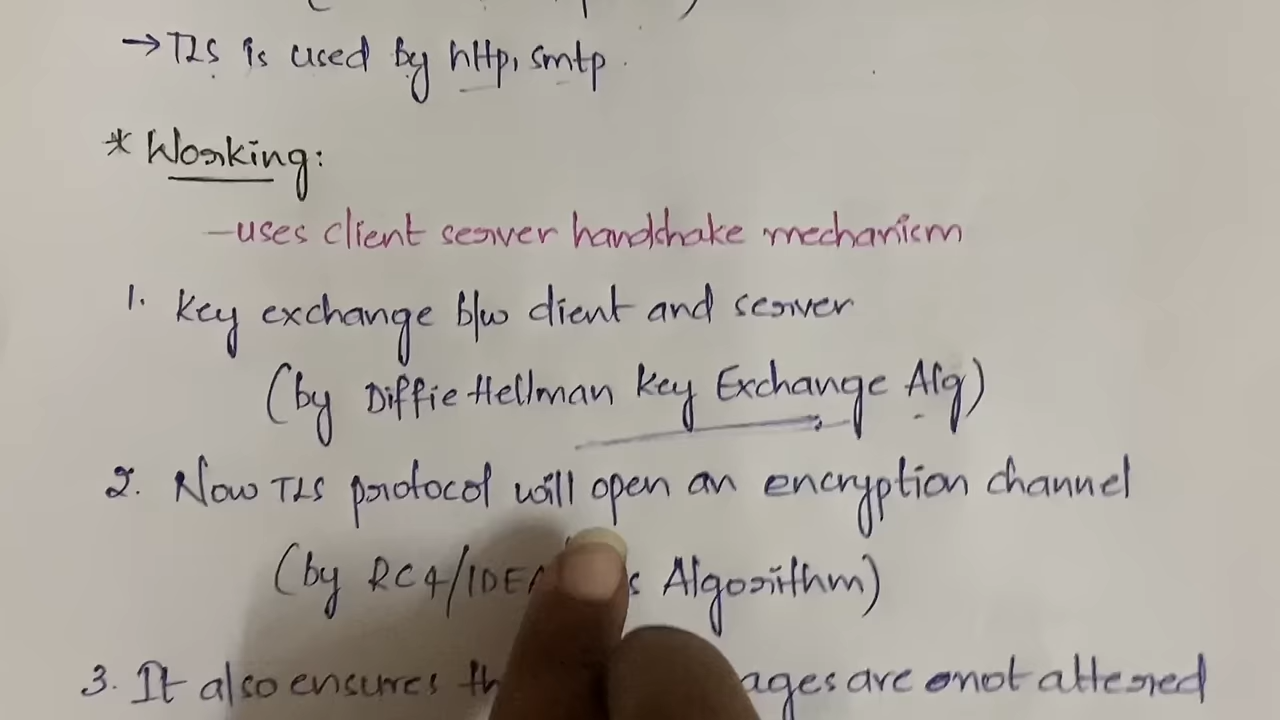 → TLS is used by http, smtp.
* Working:
- uses client server handshake mechanism
1. Key exchange b/w client and server
(by Diffie Hellman Key Exchange Alg)
2. Now TLS protocol will open an encryption channel
(by RC4/IDEA Algorithm)
3. It also ensures are not altered